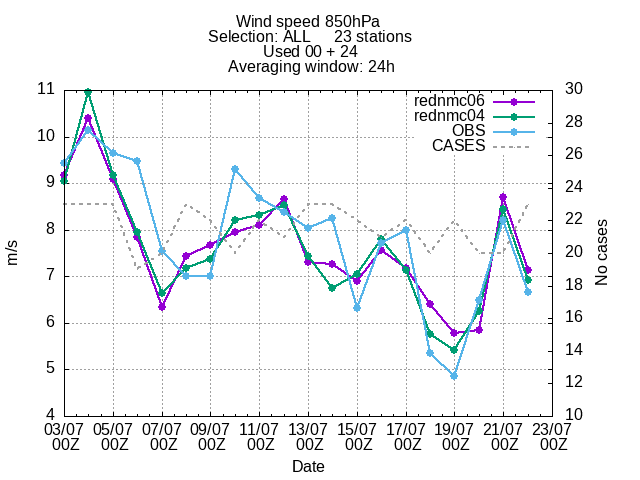 Wind speed 850hPa
Selection: ALL 23 stations
Used 00 + 24
Averaging window: 24h
rednmc06
rednmc04
OBS
CASES
11
10
9
8
7
6
5
4
m/s
30
28
26
24
22
20
18
16
14
12
10
No cases
03/07 05/07 07/07 09/07 11/07 13/07 15/07 17/07 19/07 21/07 23/07
00Z 00Z 00Z 00Z 00Z 00Z 00Z 00Z 00Z 00Z 00Z
Date